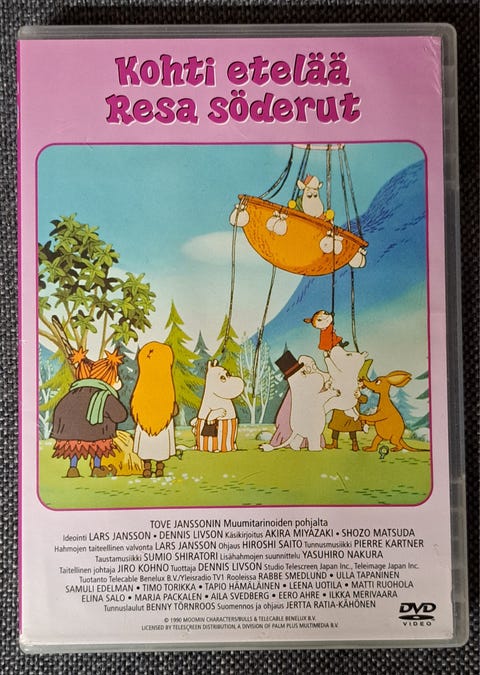 Kohti etelää
Resa söderut
TOVE JANSSONIN Muumitarinoiden pohjalta
Ideointi LARS JANSSON • DENNIS LIVSON Käsikirjoitus AKIRA MIYAZAKI • SHOZO MATSUDA
Hahmojen taiteellinen valvonta LARS JANSSON Ohjaus HIROSHI SAITO Tunnusmusiikki PIERRE KARTNER
Taustamusiikki SUMIO SHIRATORI Lisähahmojen suunnittelu YASUHIRO NAKURA
Taiteellinen johtaja JIRO KOHNO Tuottaja DENNIS LIVSON Studio Telescreen Japan Inc., Teleimage Japan Inc.
Tuotanto Telecable Benelux B.V./Yleisradio TV1 Rooleissa RABBE SMEDLUND • ULLA TAPANINEN
SAMULI EDELMAN • TIMO TORIKKA • TAPIO HÄMÄLÄINEN • LEENA UOTILA • MATTI RUOHOLA
ELINA SALO • MARJA PACKALEN • AILA SVEDBERG • EERO AHRE • ILKKA MERIVAARA
Tunnuslaulut BENNY TÖRNROOS Suomennos ja ohjaus JERTTA RATIA-KÄHÖNEN
© 1990 MOOMIN CHARACTERS/BULLS & TELECABLE BENELUX B.V.
LICENSED BY TELESCREEN DISTRIBUTION, A DIVISION OF PALM PLUS MULTIMEDIA B.V.
DVD
VIDEO